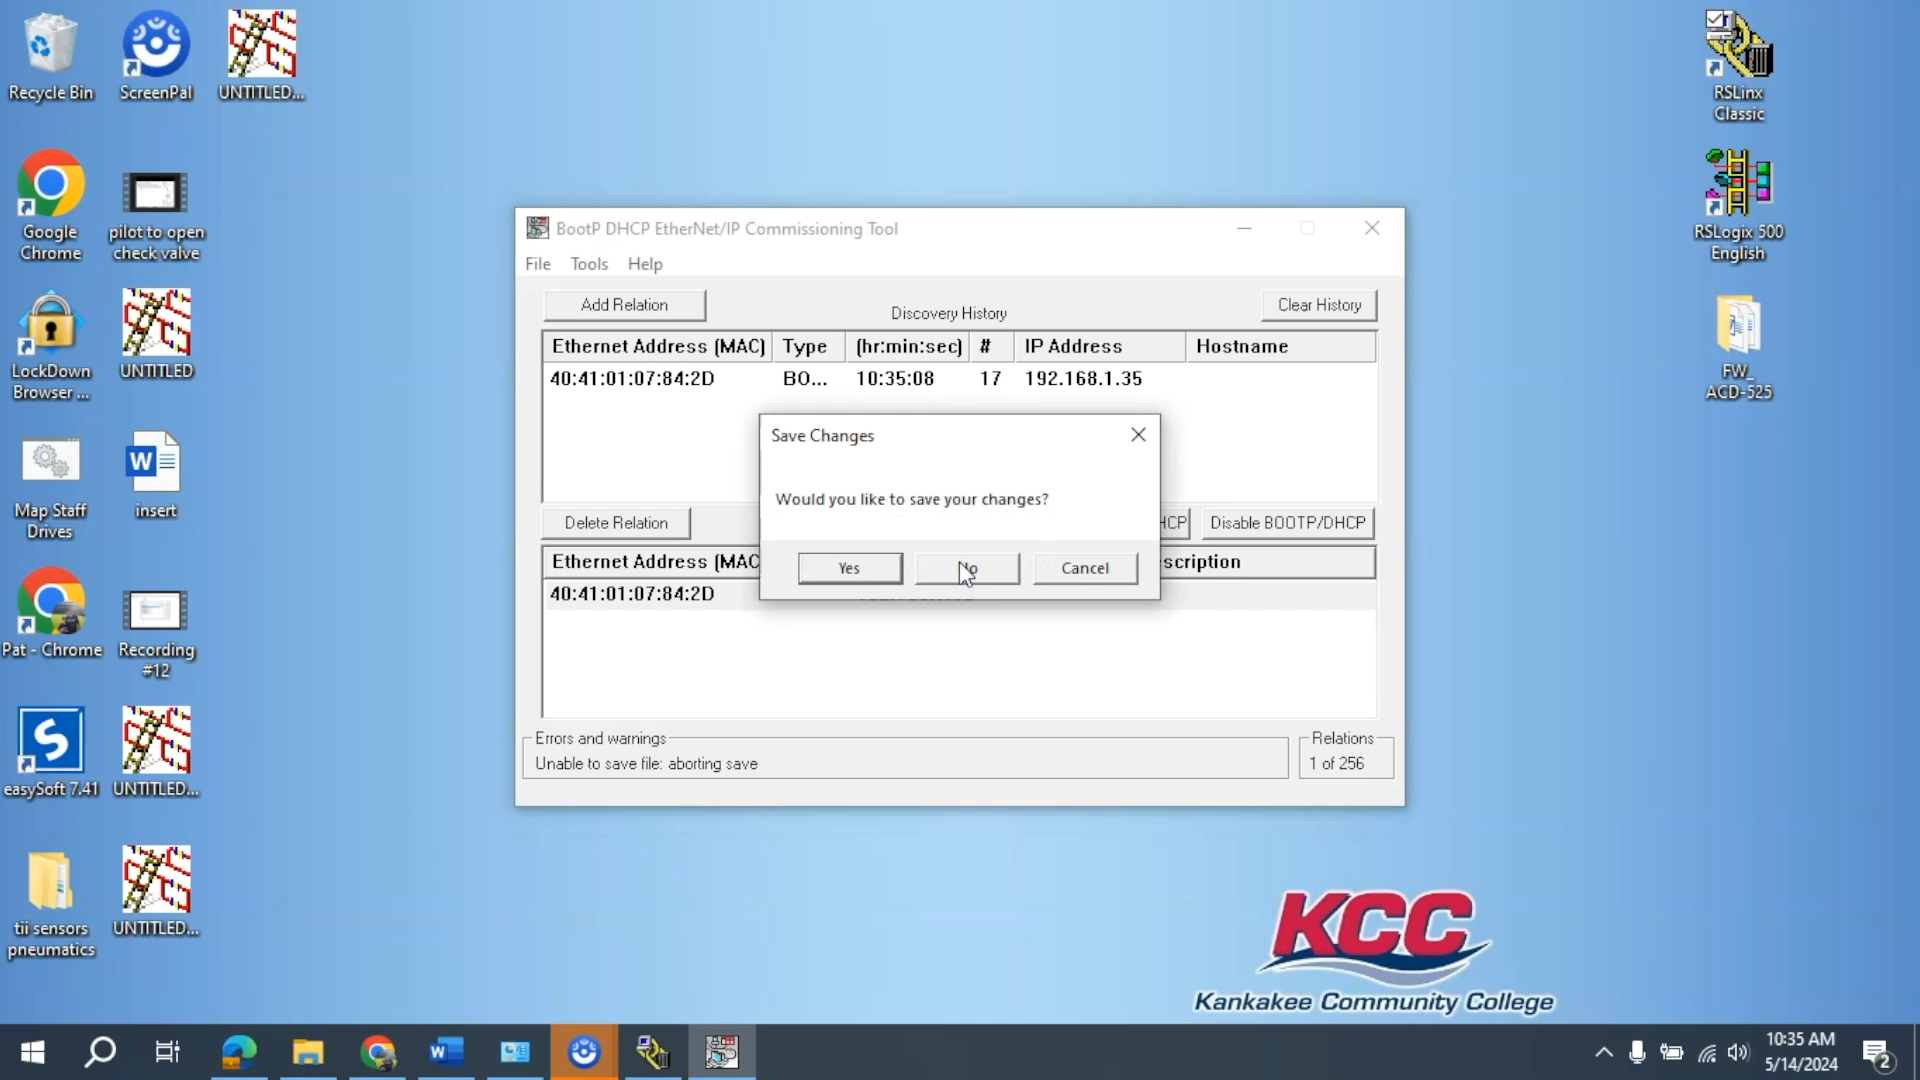 Recycle Bin
ScreenPal
UNTITLED...
Google
Chrome
pilot to open
check valve
LockDown
Browser ...
UNTITLED
Map Staff
Drives
insert
Pat - Chrome
Recording
#12
easySoft 7.41
UNTITLED...
tii sensors
pneumatics
UNTITLED...
RSLinx
Classic
RSLogix 500
English
FW_
ACD-525
BootP DHCP EtherNet/IP Commissioning Tool
File Tools Help
Add Relation
Discovery History
Clear History
Ethernet Address (MAC) Type (hr:min:sec) # IP Address Hostname
40:41:01:07:84:2D BO... 10:35:08 17 192.168.1.35
Save Changes
Would you like to save your changes?
Yes
Cancel
Delete Relation
HCP
Disable BOOTP/DHCP
Ethernet Address (MAC
scription
40:41:01:07:84:2D
Errors and warnings
Unable to save file: aborting save
Relations
1 of 256
KCC
Kankakee Community College
10:35 AM
5/14/2024
2